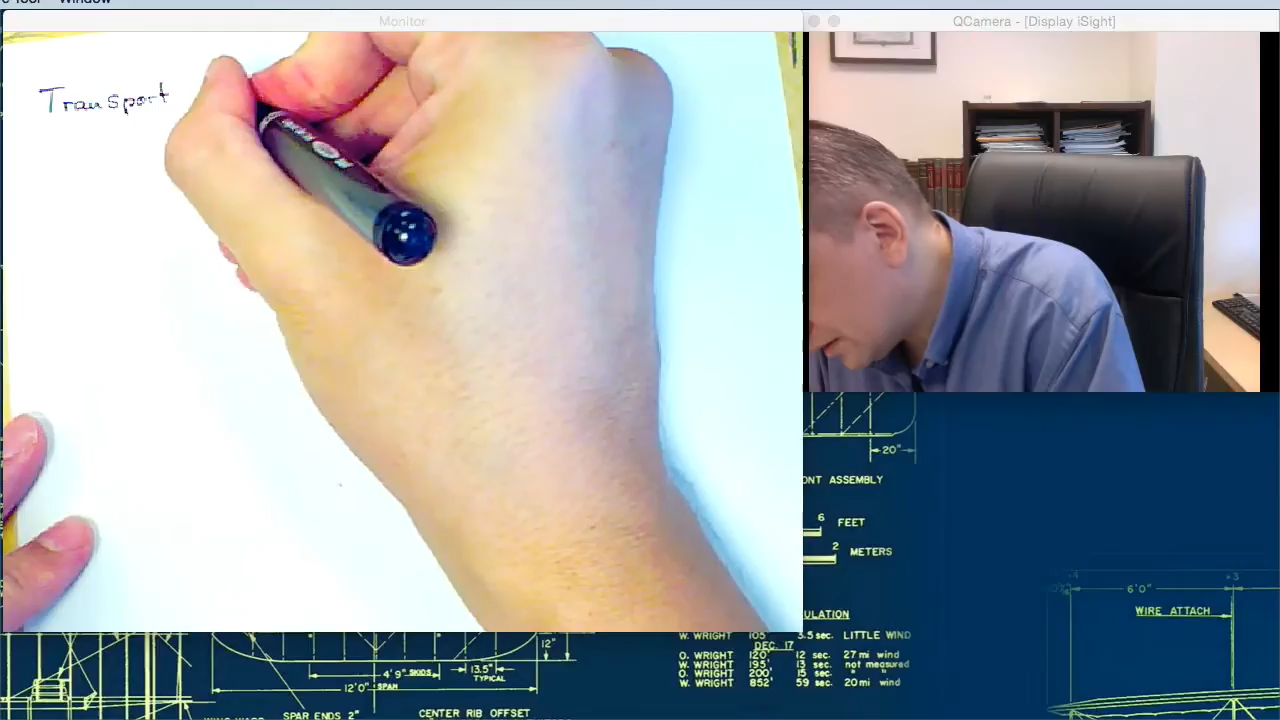 Window
Monitor
QCamera - [Display iSight]
Transport
20"
ONT ASSEMBLY
6 FEET
2 METERS
6'0"
+3
WIRE ATTACH
ULATION
W. WRIGHT 105' 3.5 sec. LITTLE WIND
DEC. 17
O. WRIGHT 120' 12 sec. 27 mi wind
W. WRIGHT 195' 13 sec. not measured
O. WRIGHT 200' 15 sec. " "
W. WRIGHT 852' 59 sec. 20 mi wind
12"
4'9" SKIDS
13.5"
TYPICAL
12'0" SPAN
SPAR ENDS 2"
CENTER RIB OFFSET